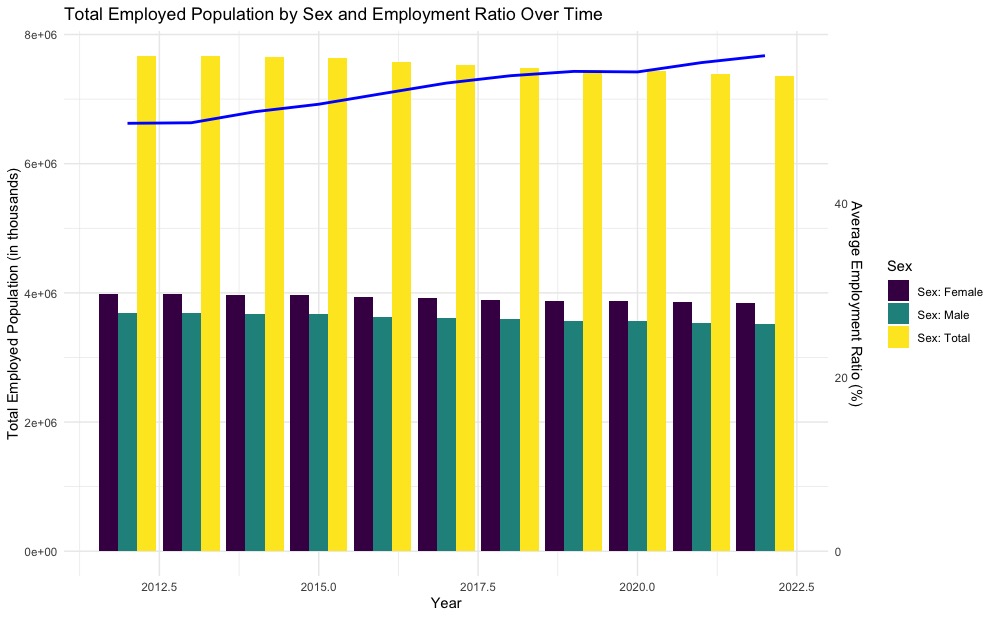 Total Employed Population by Sex and Employment Ratio Over Time
Total Employed Population (in thousands)
8e+06
6e+06
4e+06
2e+06
0e+00
2012.5
2015.0
2017.5
2020.0
2022.5
Year
40
20
0
Average Employment Ratio (%)
Sex
Sex: Female
Sex: Male
Sex: Total